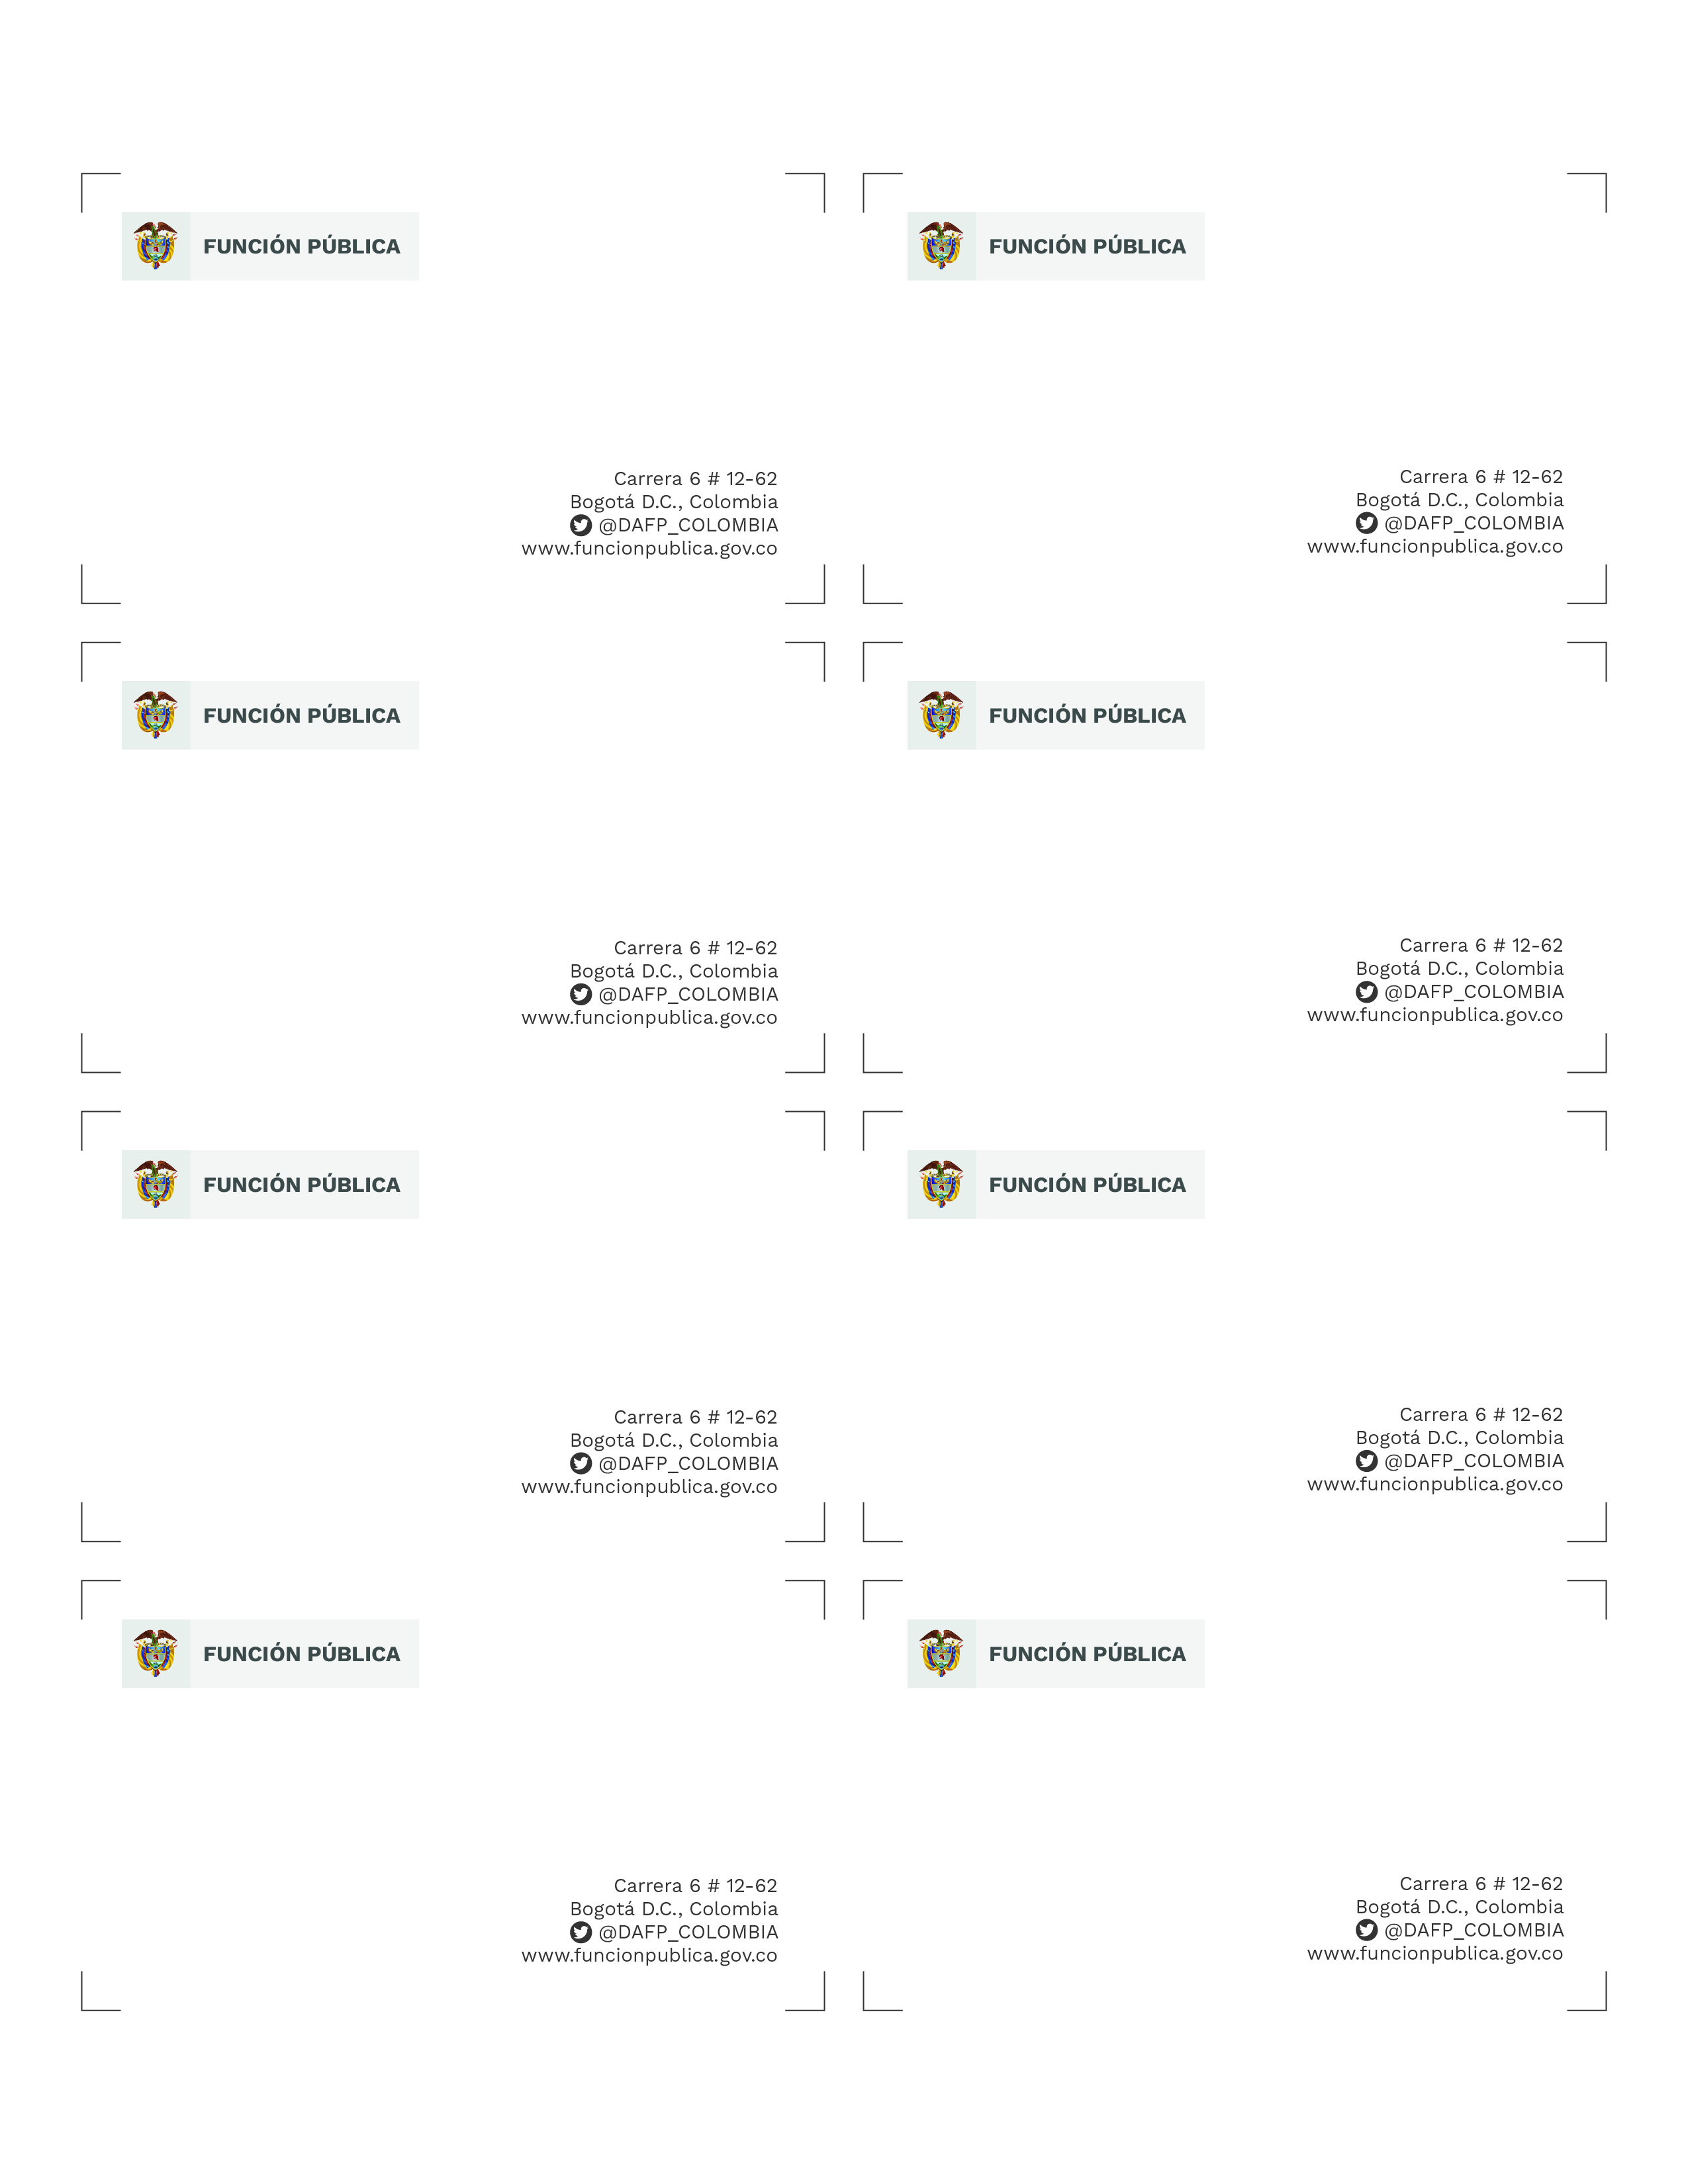 FUNCIÓN PÚBLICA
Carrera 6 # 12-62
Bogotá D.C., Colombia
@DAFP_COLOMBIA
www.funcionpublica.gov.co
FUNCIÓN PÚBLICA
Carrera 6 # 12-62
Bogotá D.C., Colombia
@DAFP_COLOMBIA
www.funcionpublica.gov.co
FUNCIÓN PÚBLICA
Carrera 6 # 12-62
Bogotá D.C., Colombia
@DAFP_COLOMBIA
www.funcionpublica.gov.co
FUNCIÓN PÚBLICA
Carrera 6 # 12-62
Bogotá D.C., Colombia
@DAFP_COLOMBIA
www.funcionpublica.gov.co
FUNCIÓN PÚBLICA
Carrera 6 # 12-62
Bogotá D.C., Colombia
@DAFP_COLOMBIA
www.funcionpublica.gov.co
FUNCIÓN PÚBLICA
Carrera 6 # 12-62
Bogotá D.C., Colombia
@DAFP_COLOMBIA
www.funcionpublica.gov.co
FUNCIÓN PÚBLICA
Carrera 6 # 12-62
Bogotá D.C., Colombia
@DAFP_COLOMBIA
www.funcionpublica.gov.co
FUNCIÓN PÚBLICA
Carrera 6 # 12-62
Bogotá D.C., Colombia
@DAFP_COLOMBIA
www.funcionpublica.gov.co